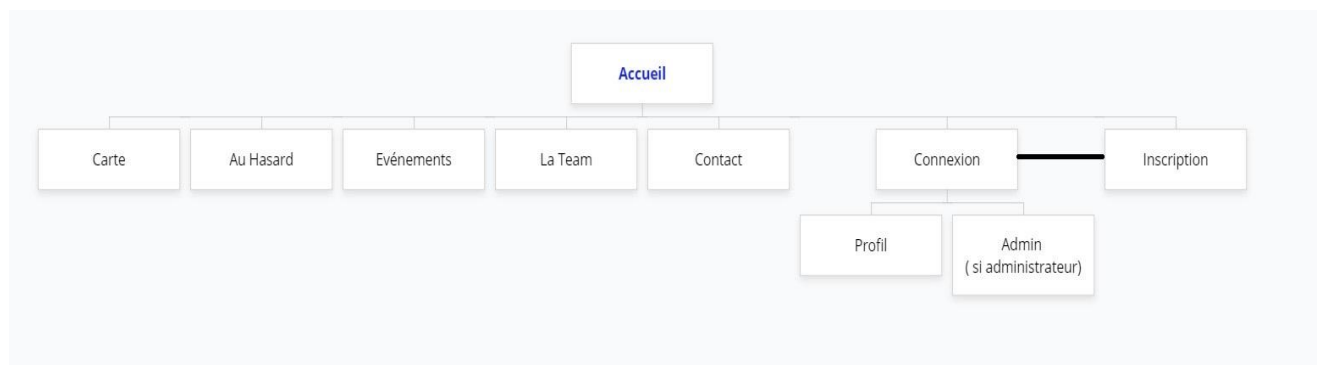 Accueil
Carte
Au Hasard
Evénements
La Team
Contact
Connexion
Inscription
Profil
Admin
( si administrateur)